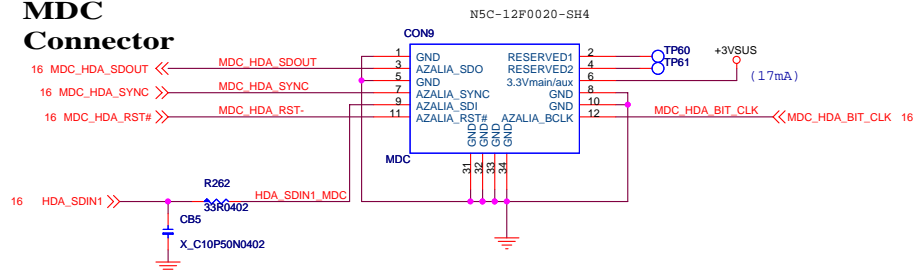 MDC
Connector
N5C-12F0020-SH4
CON9
1 GND RESERVED1 2 TP60
16 MDC_HDA_SDOUT MDC_HDA_SDOUT 3 AZALIA_SDO RESERVED2 4 TP61
5 GND 3.3Vmain/aux 6 +3VSUS (17mA)
16 MDC_HDA_SYNC MDC_HDA_SYNC 7 AZALIA_SYNC GND 8
9 AZALIA_SDI GND 10
16 MDC_HDA_RST# MDC_HDA_RST- 11 AZALIA_RST# AZALIA_BCLK 12 MDC_HDA_BIT_CLK MDC_HDA_BIT_CLK 16
GND GND GND GND
MDC
31 32 33 34
R262
16 HDA_SDIN1 33R0402 HDA_SDIN1_MDC
CB5
X_C10P50N0402